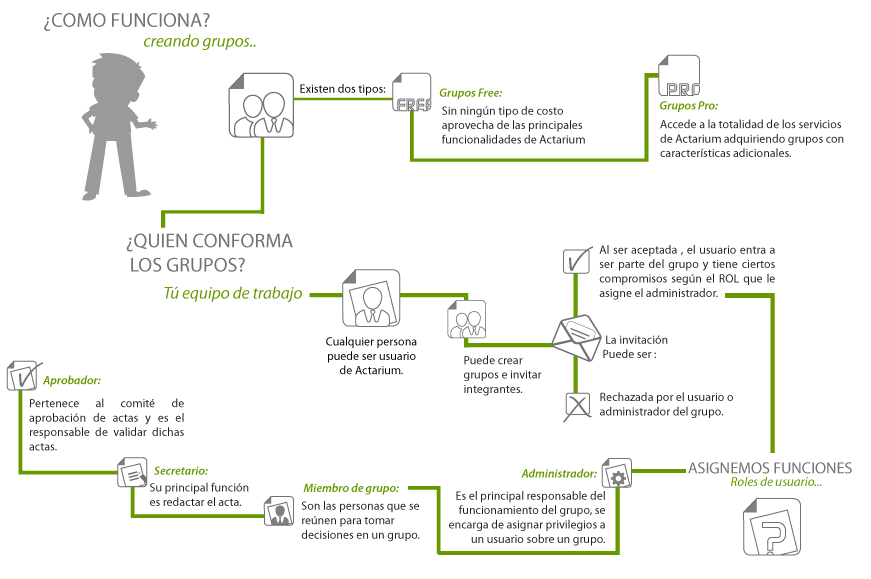 ¿COMO FUNCIONA?
creando grupos..
Existen dos tipos:
FREE
Grupos Free:
Sin ningún tipo de costo
aprovecha de las principales
funcionalidades de Actarium
PRO
Grupos Pro:
Accede a la totalidad de los servicios
de Actarium adquiriendo grupos con
características adicionales.
¿QUIEN CONFORMA
LOS GRUPOS?
Tú equipo de trabajo
Cualquier persona
puede ser usuario
de Actarium.
Puede crear
grupos e invitar
integrantes.
Al ser aceptada , el usuario entra a
ser parte del grupo y tiene ciertos
compromisos según el ROL que le
asigne el administrador.
La invitación
Puede ser :
Rechazada por el usuario o
administrador del grupo.
ASIGNEMOS FUNCIONES
Roles de usuario...
?
Administrador:
Es el principal responsable del
funcionamiento del grupo, se
encarga de asignar privilegios a
un usuario sobre un grupo.
Miembro de grupo:
Son las personas que se
reúnen para tomar
decisiones en un grupo.
Secretario:
Su principal función
es redactar el acta.
Aprobador:
Pertenece al comité de
aprobación de actas y es el
responsable de validar dichas
actas.